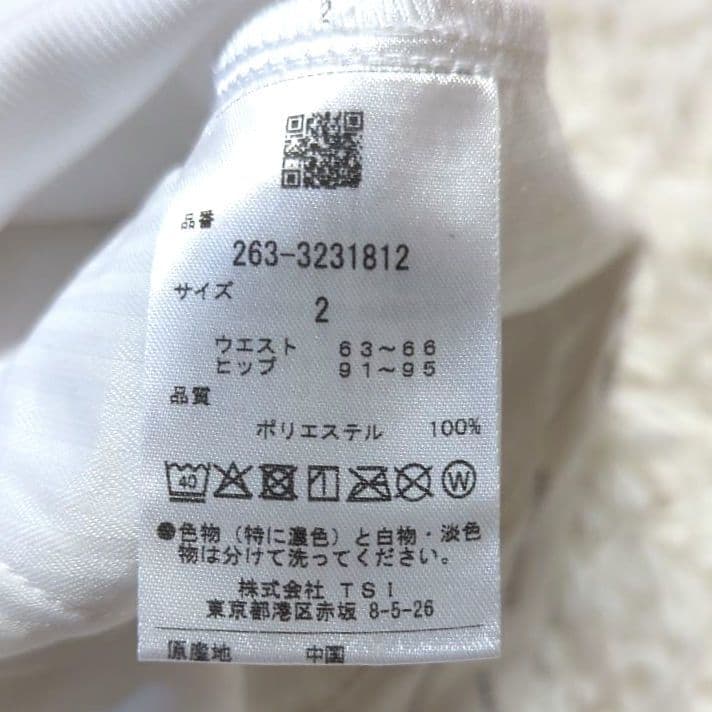 2
品番
263-3231812
サイズ
2
ウエスト 63～66
ヒップ 91～95
品質
ポリエステル 100%
40 W
●色物（特に濃色）と白物・淡色
物は分けて洗ってください。
株式会社 TSI
東京都港区赤坂 8-5-26
原産地 中国